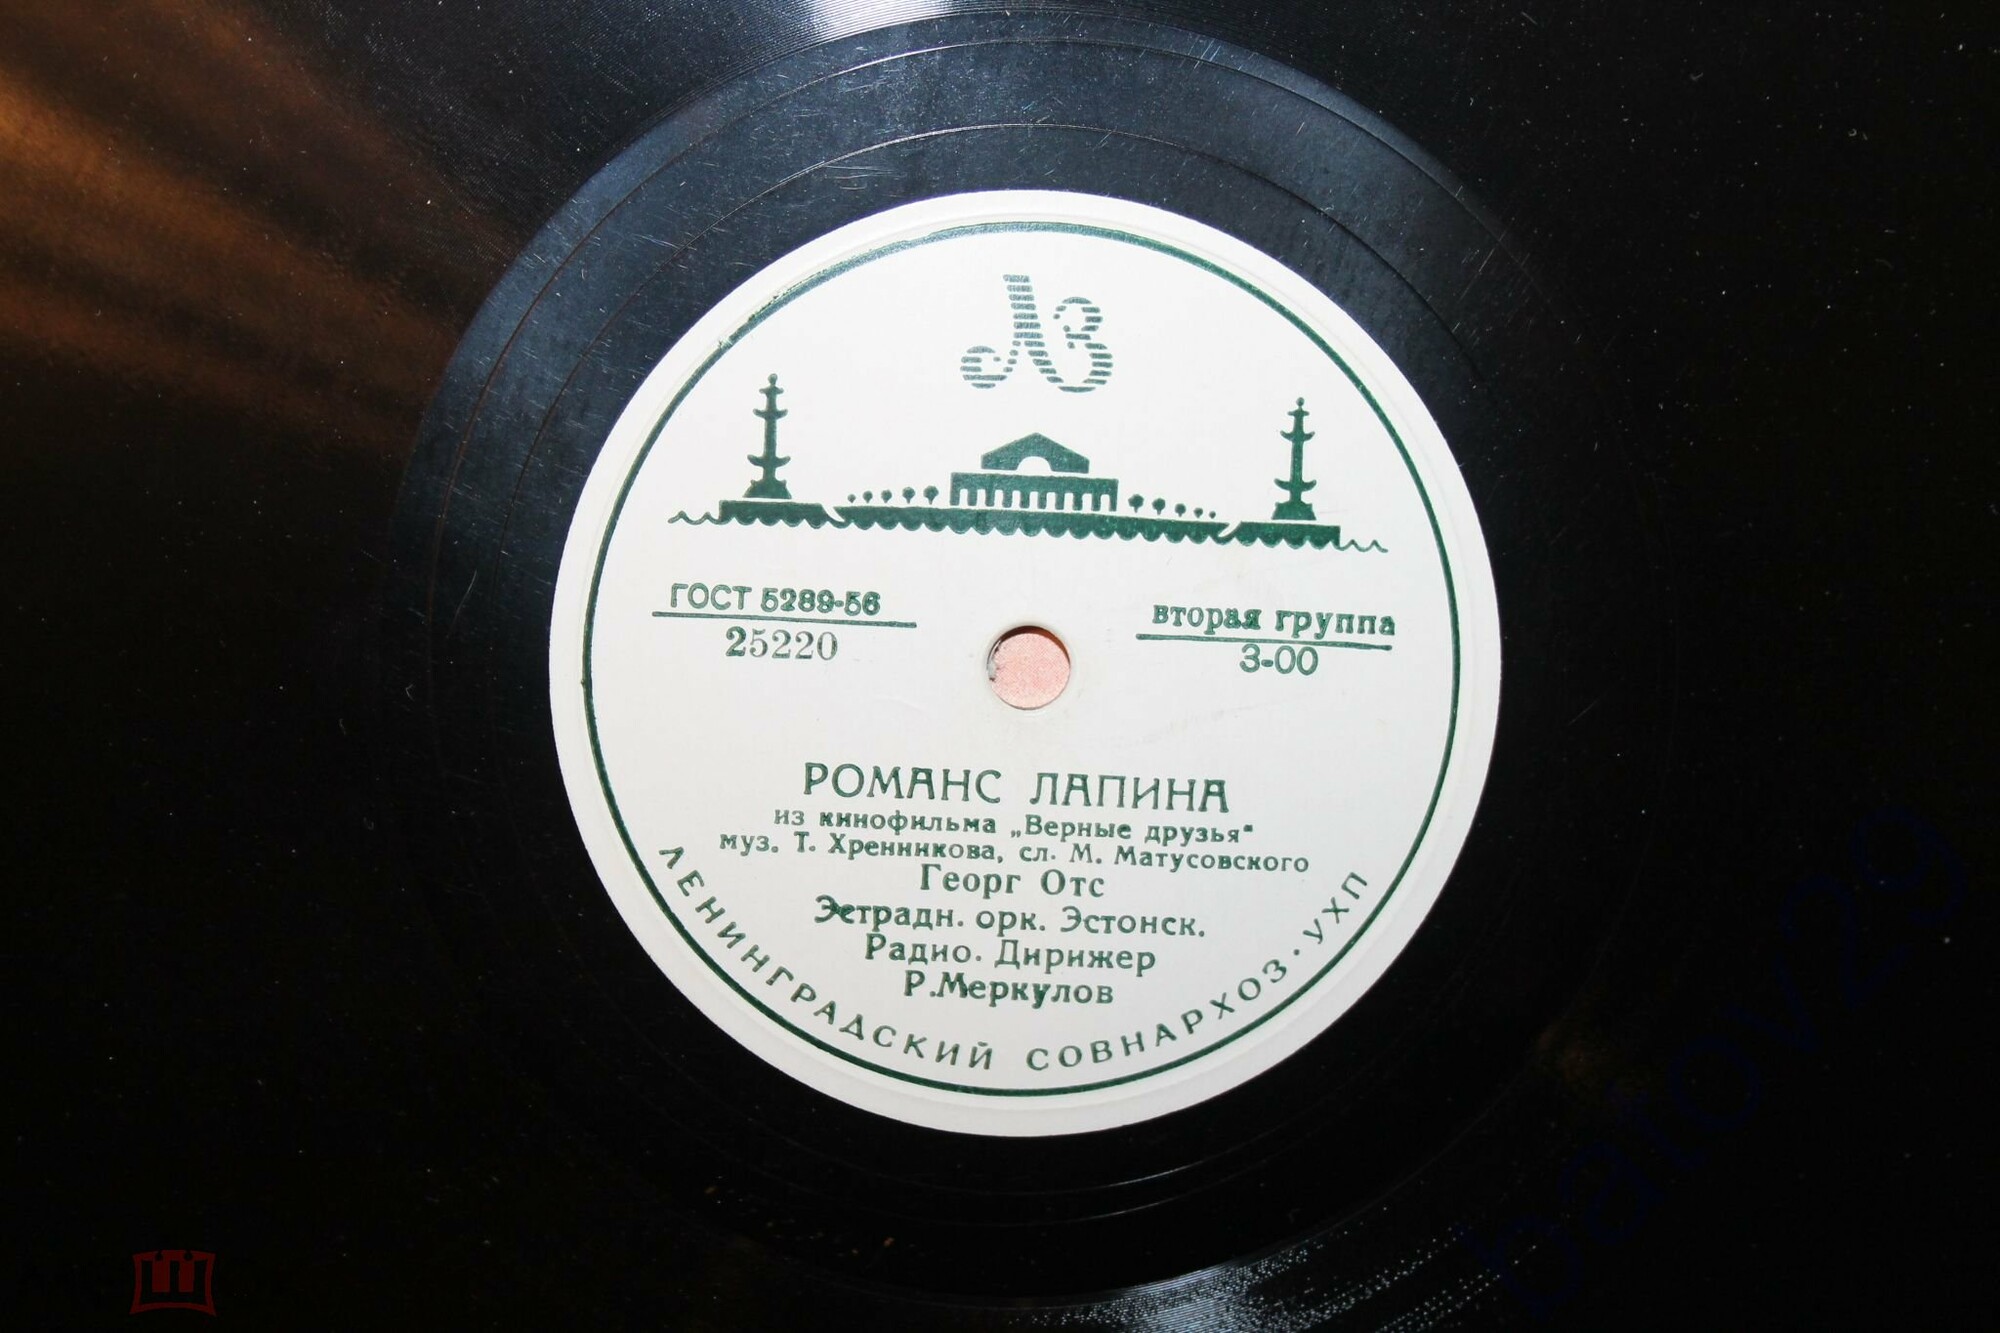 ЛЗ
ГОСТ 5289-56
25220
вторая группа
3-00
РОМАНС ЛАПИНА
из кинофильма „Верные друзья"
муз. Т. Хренникова, сл. М. Матусовского
Георг Отс
Эстрадн. орк. Эстонск.
Радио. Дирижер
Р.Меркулов
ЛЕНИНГРАДСКИЙ СОВНАРХОЗ · УХП